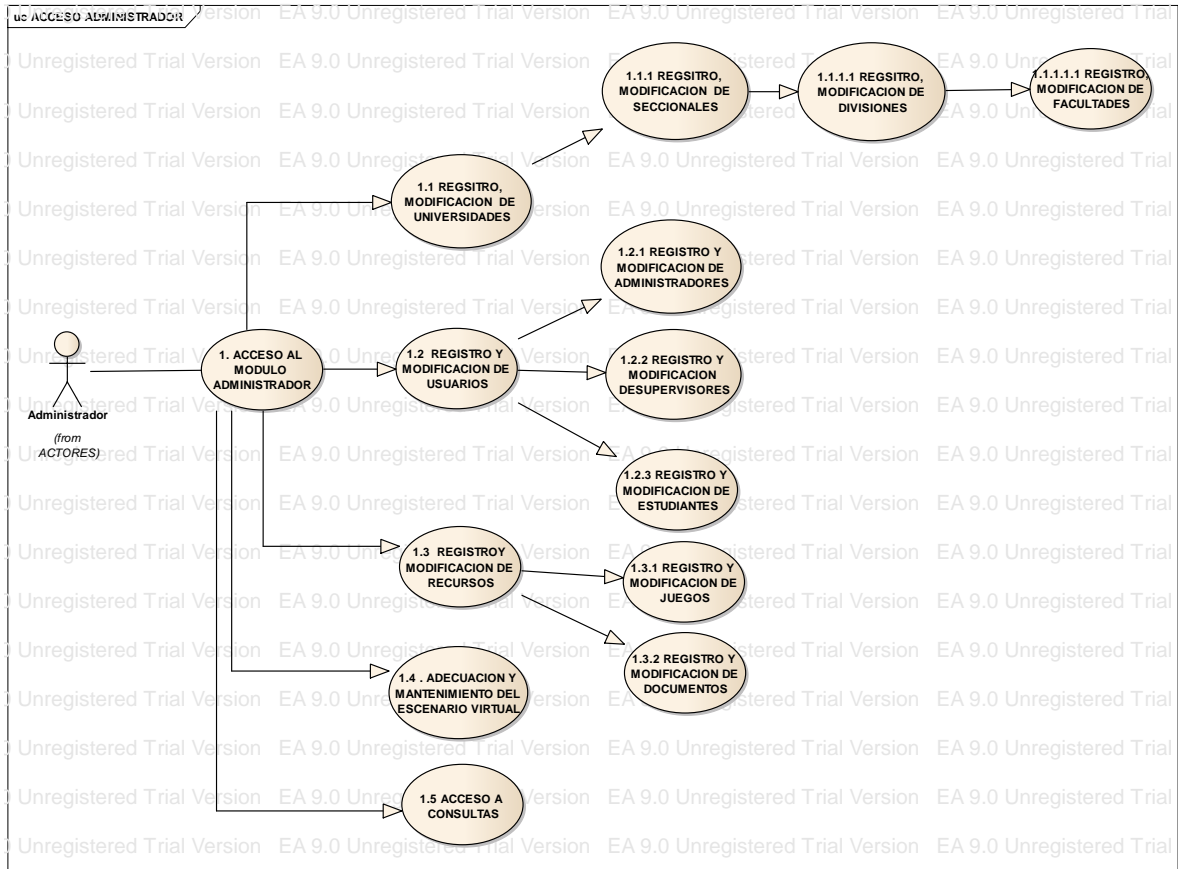 uc ACCESO ADMINISTRADOR
1.1.1 REGSITRO,
MODIFICACION DE
SECCIONALES
1.1.1.1 REGSITRO,
MODIFICACION DE
DIVISIONES
1.1.1.1.1 REGISTRO,
MODIFICACION DE
FACULTADES
1.1 REGSITRO,
MODIFICACION DE
UNIVERSIDADES
1.2.1 REGISTRO Y
MODIFICACION DE
ADMINISTRADORES
1. ACCESO AL
MODULO
ADMINISTRADOR
1.2 REGISTRO Y
MODIFICACION DE
USUARIOS
1.2.2 REGISTRO Y
MODIFICACION
DESUPERVISORES
Administrador
(from
ACTORES)
1.2.3 REGISTRO Y
MODIFICACION DE
ESTUDIANTES
1.3 REGISTROY
MODIFICACION DE
RECURSOS
1.3.1 REGISTRO Y
MODIFICACION DE
JUEGOS
1.3.2 REGISTRO Y
MODIFICACION DE
DOCUMENTOS
1.4 . ADECUACION Y
MANTENIMIENTO DEL
ESCENARIO VIRTUAL
1.5 ACCESO A
CONSULTAS
EA 9.0 Unregistered Trial Version